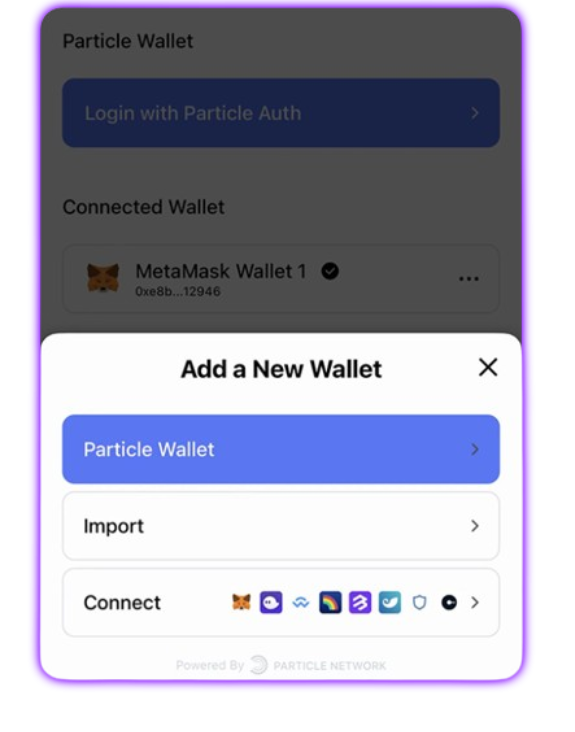 Particle Wallet
Login with Particle Auth
Connected Wallet
MetaMask Wallet 1
0xe8b...12946
Add a New Wallet
Particle Wallet
Import
Connect
Powered By PARTICLE NETWORK